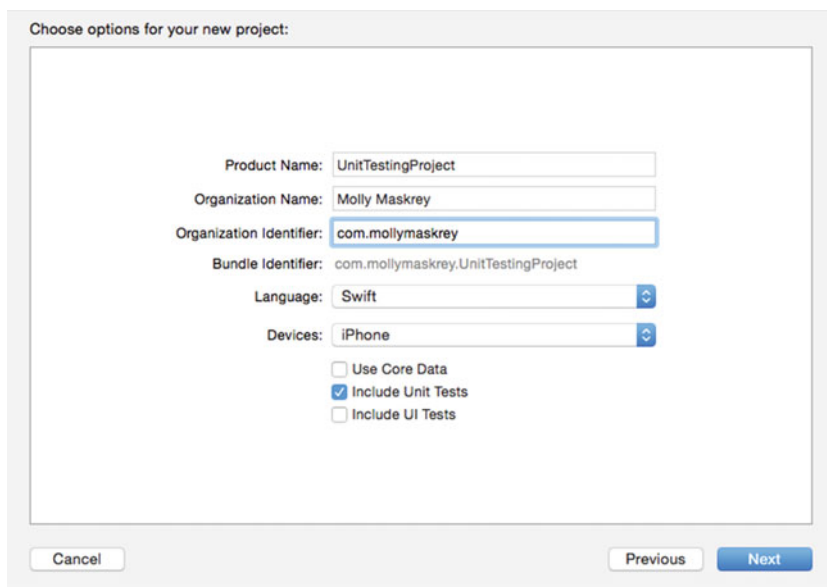 Choose options for your new project:
Product Name: UnitTestingProject
Organization Name: Molly Maskrey
Organization Identifier: com.mollymaskrey
Bundle Identifier: com.mollymaskrey.UnitTestingProject
Language: Swift
Devices: iPhone
Use Core Data
Include Unit Tests
Include UI Tests
Cancel Previous Next